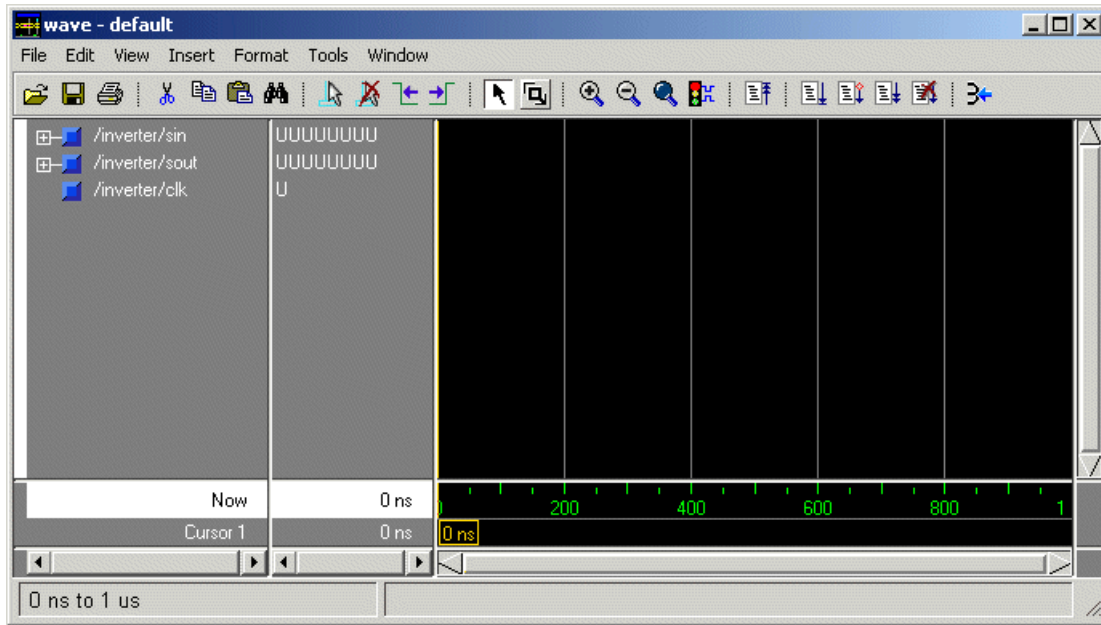 wave - default
File Edit View Insert Format Tools Window
/inverter/sin UUUUUUUU
/inverter/sout UUUUUUUU
/inverter/clk U
Now 0 ns
200 400 600 800 1
Cursor 1 0 ns 0 ns
0 ns to 1 us